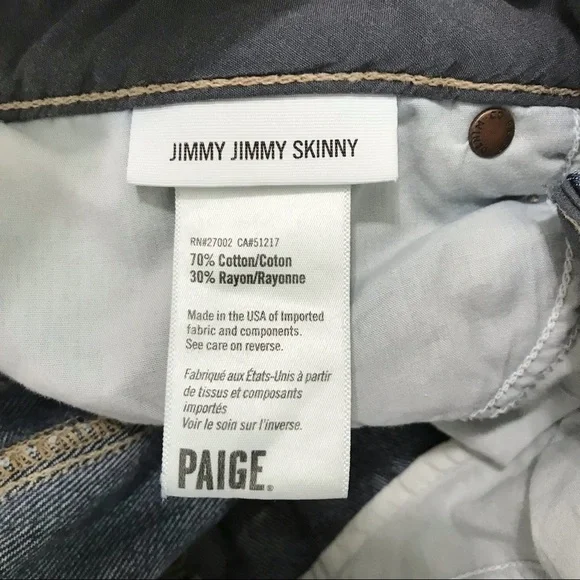 JIMMY JIMMY SKINNY
RN#27002 CA#51217
70% Cotton/Coton
30% Rayon/Rayonne
Made in the USA of Imported
fabric and components.
See care on reverse.
Fabriqué aux États-Unis à partir
de tissus et composants
importés
Voir le soin sur l'inverse.
PAIGE